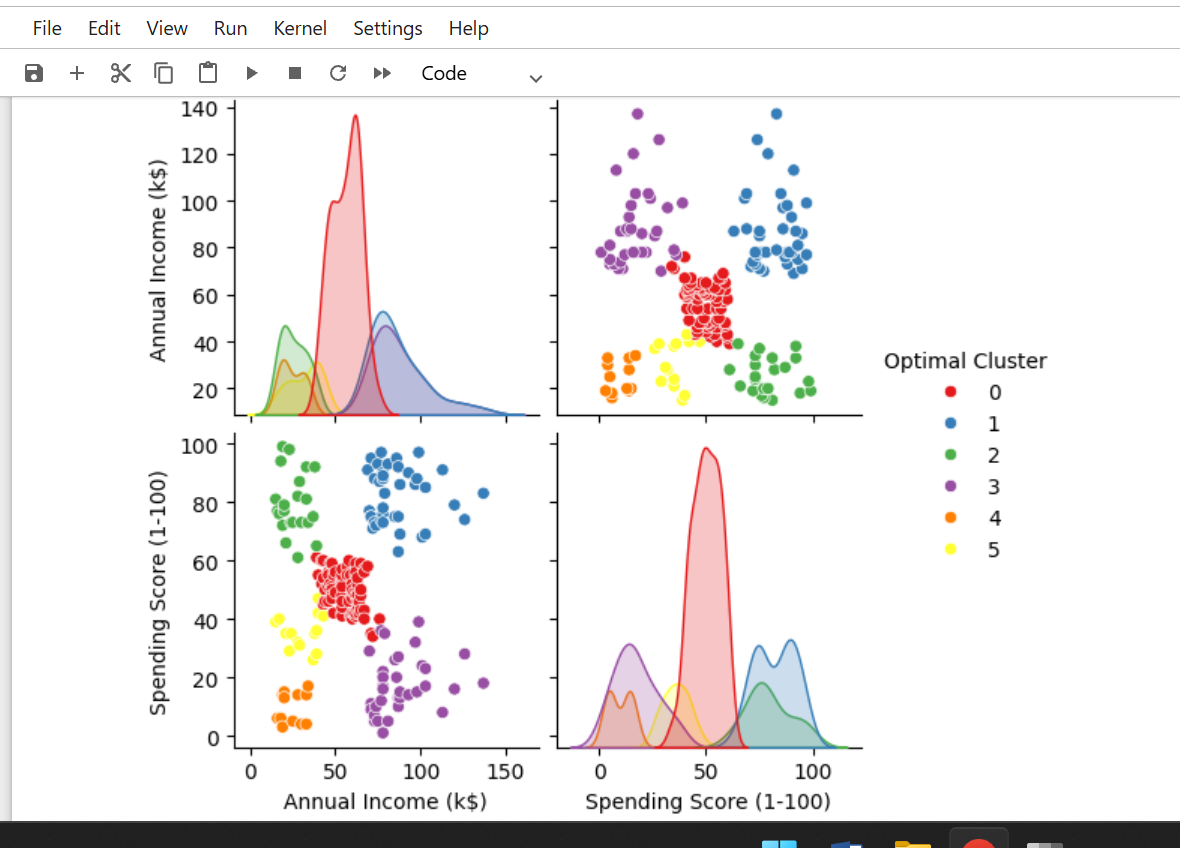 File Edit View Run Kernel Settings Help
Code
Annual Income (k$)
140
120
100
80
60
40
20
Spending Score (1-100)
100
80
60
40
20
0
0 50 100 150
Annual Income (k$)
0 50 100
Spending Score (1-100)
Optimal Cluster
0
1
2
3
4
5